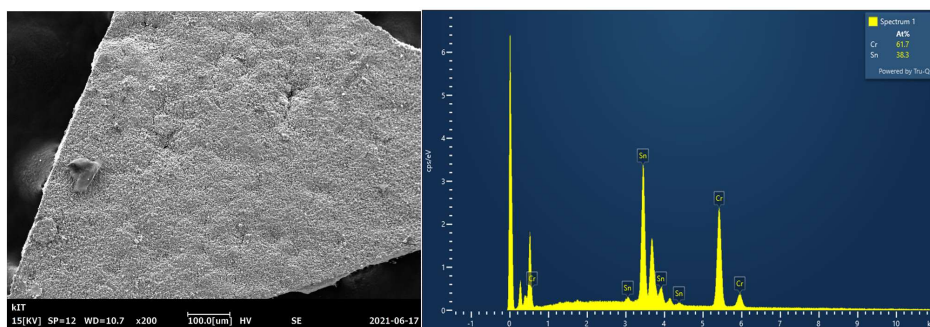 kIT
15[KV] SP=12 WD=10.7 x200 100.0[um] HV SE 2021-06-17
cps/eV
6
5
4
3
2
1
0
Spectrum 1
At%
Cr 61.7
Sn 38.3
Powered by Tru-Q
Sn
Cr
Cr
Sn
Sn
Sn
Cr
-1 0 1 2 3 4 5 6 7 8 9 10